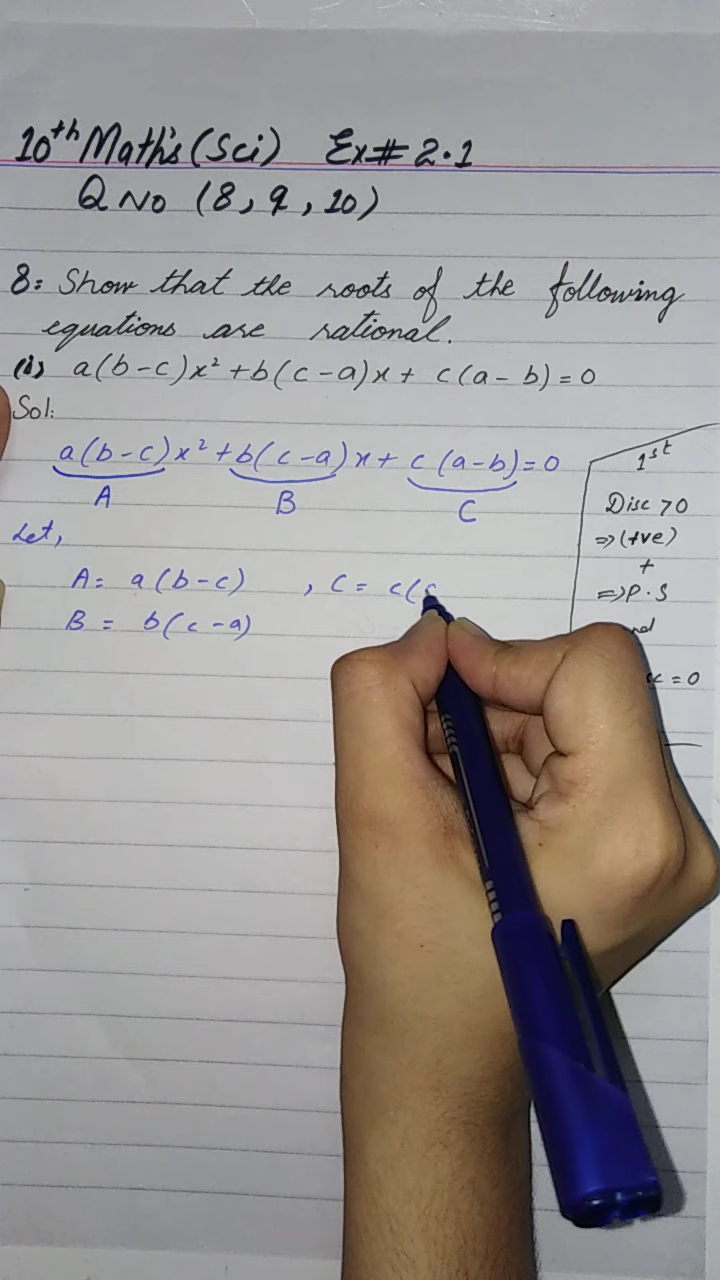 10th Maths (Sci) Ex# 2.1
Q No (8, 9, 10)
8: Show that the roots of the following
equations are rational.
(i) a(b-c)x² + b(c-a)x + c(a-b) = 0
Sol:
a(b-c)x² + b(c-a)x + c(a-b) = 0
A B C
Let,
A = a(b-c) , C = c(
B = b(c-a)
1st
Disc > 0
⇒ (+ve)
+
⇒ P.S
= 0